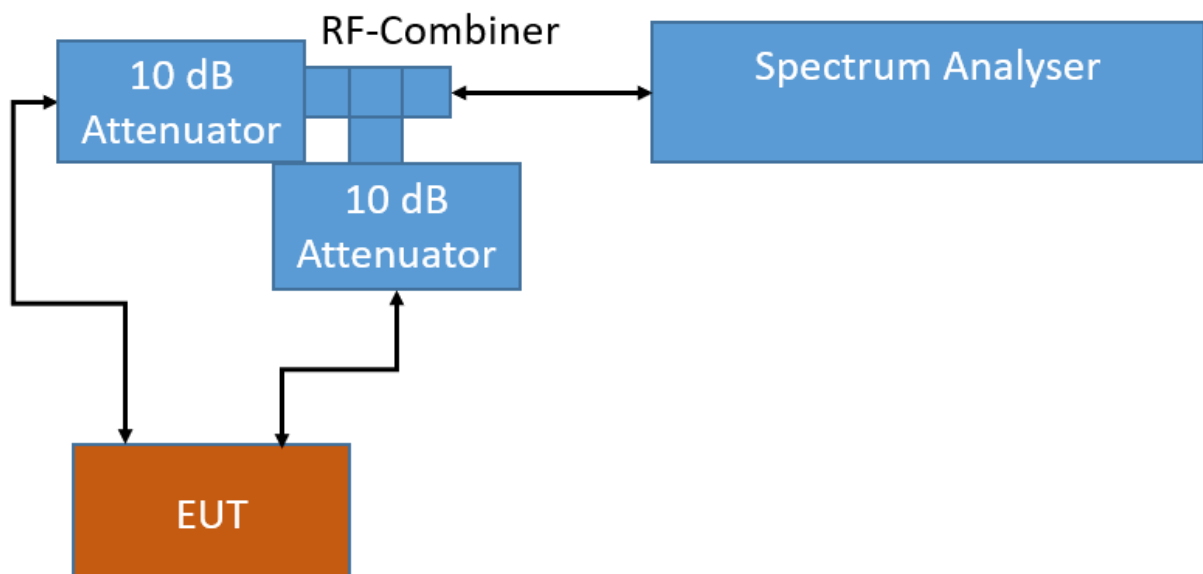 RF-Combiner
10 dB
Attenuator
Spectrum Analyser
10 dB
Attenuator
EUT